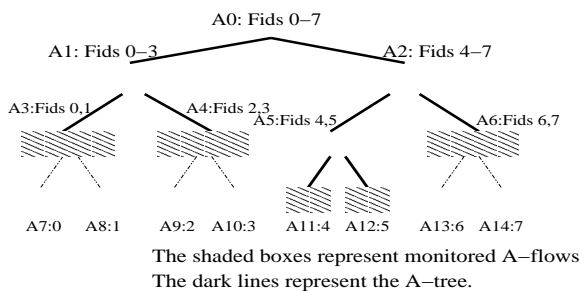 A0: Fids 0–7
A1: Fids 0–3
A2: Fids 4–7
A3:Fids 0,1
A4:Fids 2,3
A5:Fids 4,5
A6:Fids 6,7
A7:0 A8:1 A9:2 A10:3 A11:4 A12:5 A13:6 A14:7
The shaded boxes represent monitored A–flows
The dark lines represent the A–tree.